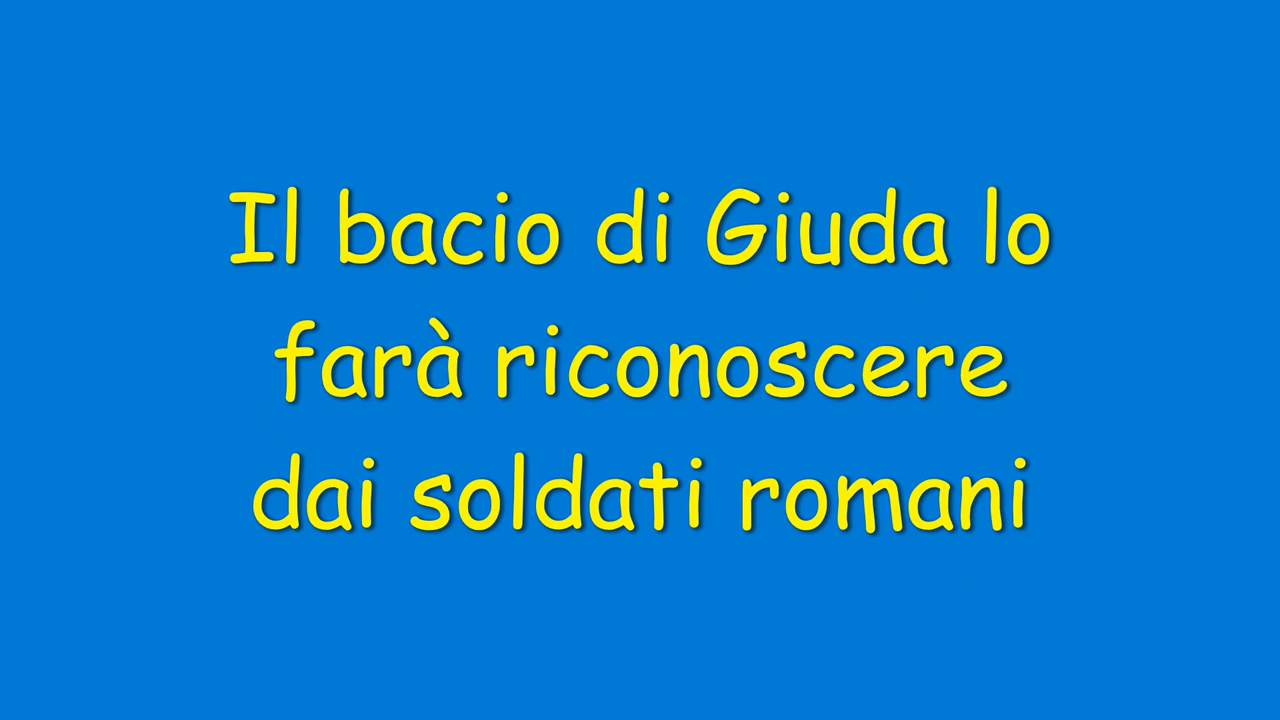 Il bacio di Giuda lo
farà riconoscere
dai soldati romani